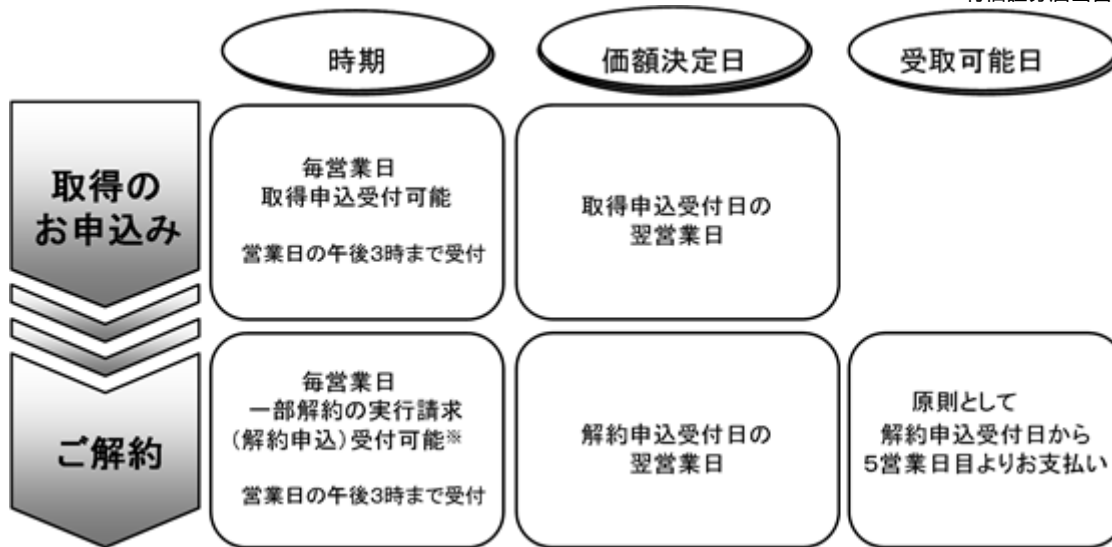 時期
価額決定日
受取可能日
取得の
お申込み
毎営業日
取得申込受付可能
営業日の午後3時まで受付
取得申込受付日の
翌営業日
ご解約
毎営業日
一部解約の実行請求
(解約申込)受付可能※
営業日の午後3時まで受付
解約申込受付日の
翌営業日
原則として
解約申込受付日から
5営業日目よりお支払い